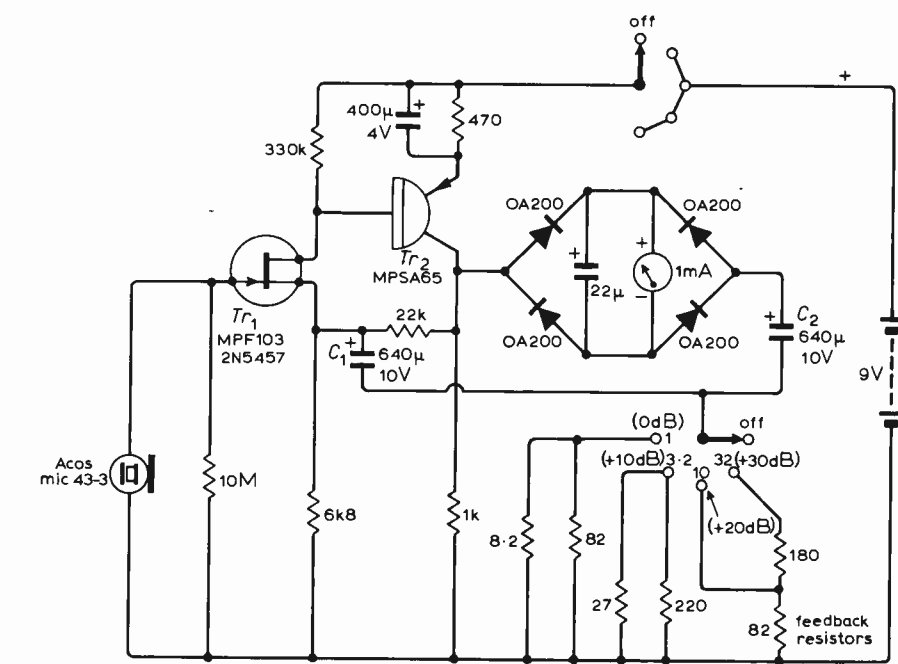 off
+
400μ
4V
+
470
330k
OA200
OA200
Tr2
MPSA65
+
22μ
+
1mA
−
Tr1
MPF103
2N5457
22k
C1
+
640μ
10V
OA200
OA200
+
C2
640μ
10V
9V
(0dB)
1
off
(+10dB) 3·2
1
32 (+30dB)
(+20dB)
Acos
mic 43-3
10M
6k8
1k
8·2
82
27
220
180
82
feedback
resistors